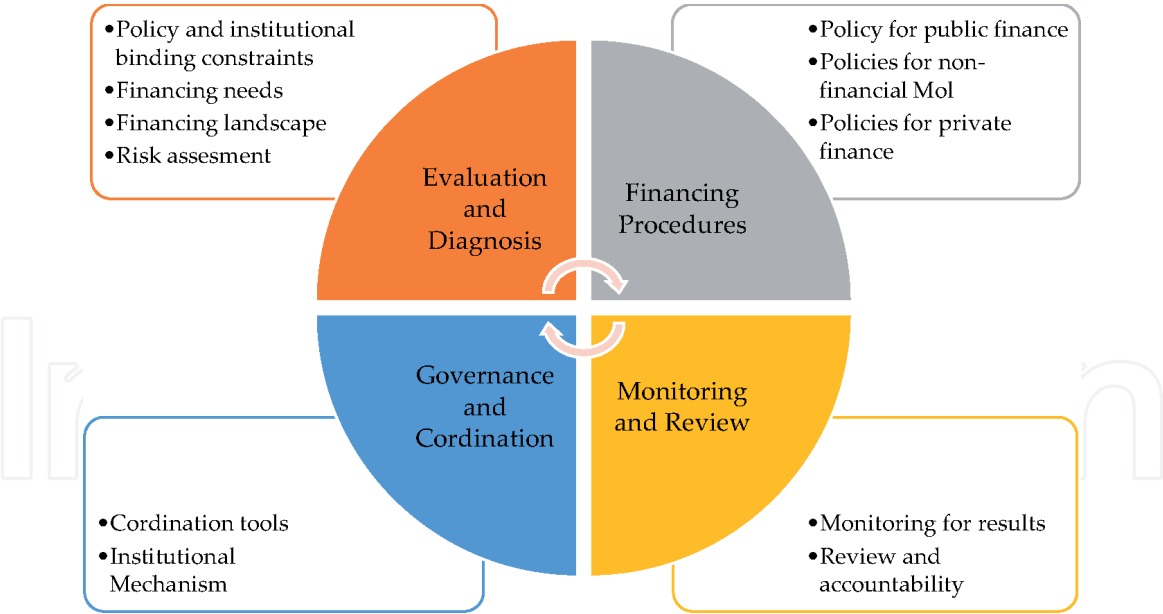 •Policy and institutional
binding constraints
•Financing needs
•Financing landscape
•Risk assesment
•Policy for public finance
•Policies for non-
financial MoI
•Policies for private
finance
Evaluation
and
Diagnosis
Financing
Procedures
Governance
and
Cordination
Monitoring
and Review
•Cordination tools
•Institutional
Mechanism
•Monitoring for results
•Review and
accountability